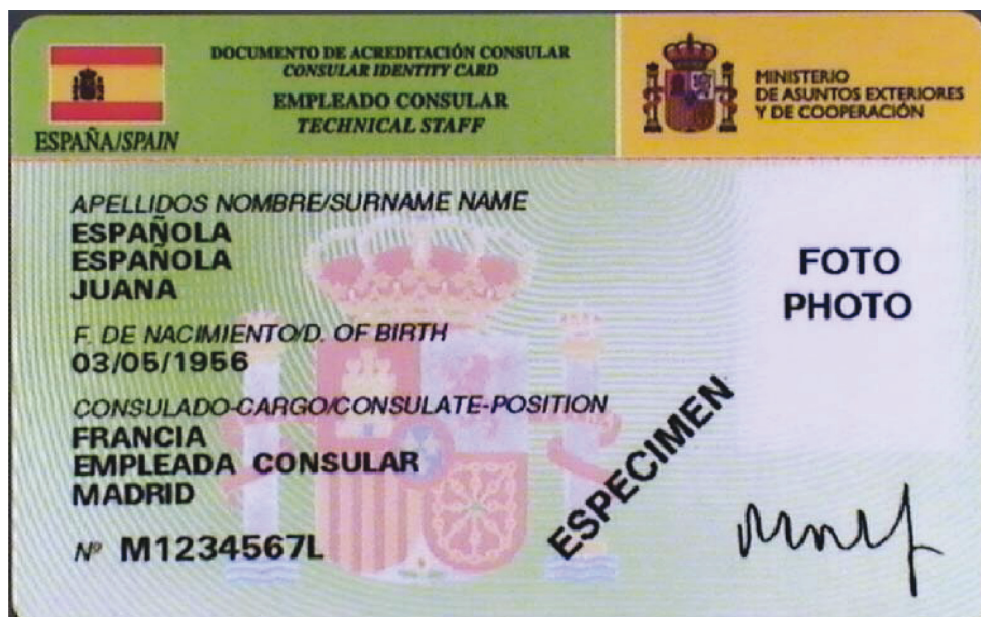 DOCUMENTO DE ACREDITACIÓN CONSULAR
CONSULAR IDENTITY CARD
EMPLEADO CONSULAR
TECHNICAL STAFF
ESPAÑA/SPAIN
MINISTERIO
DE ASUNTOS EXTERIORES
Y DE COOPERACIÓN
APELLIDOS NOMBRE/SURNAME NAME
ESPAÑOLA
ESPAÑOLA
JUANA
F. DE NACIMIENTO/D. OF BIRTH
03/05/1956
CONSULADO-CARGO/CONSULATE-POSITION
FRANCIA
EMPLEADA CONSULAR
MADRID
Nº M1234567L
FOTO
PHOTO
ESPECIMEN